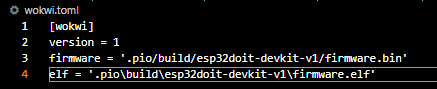 wokwi.toml
1 [wokwi]
2 version = 1
3 firmware = '.pio/build/esp32doit-devkit-v1/firmware.bin'
4 elf = '.pio\build\esp32doit-devkit-v1\firmware.elf'